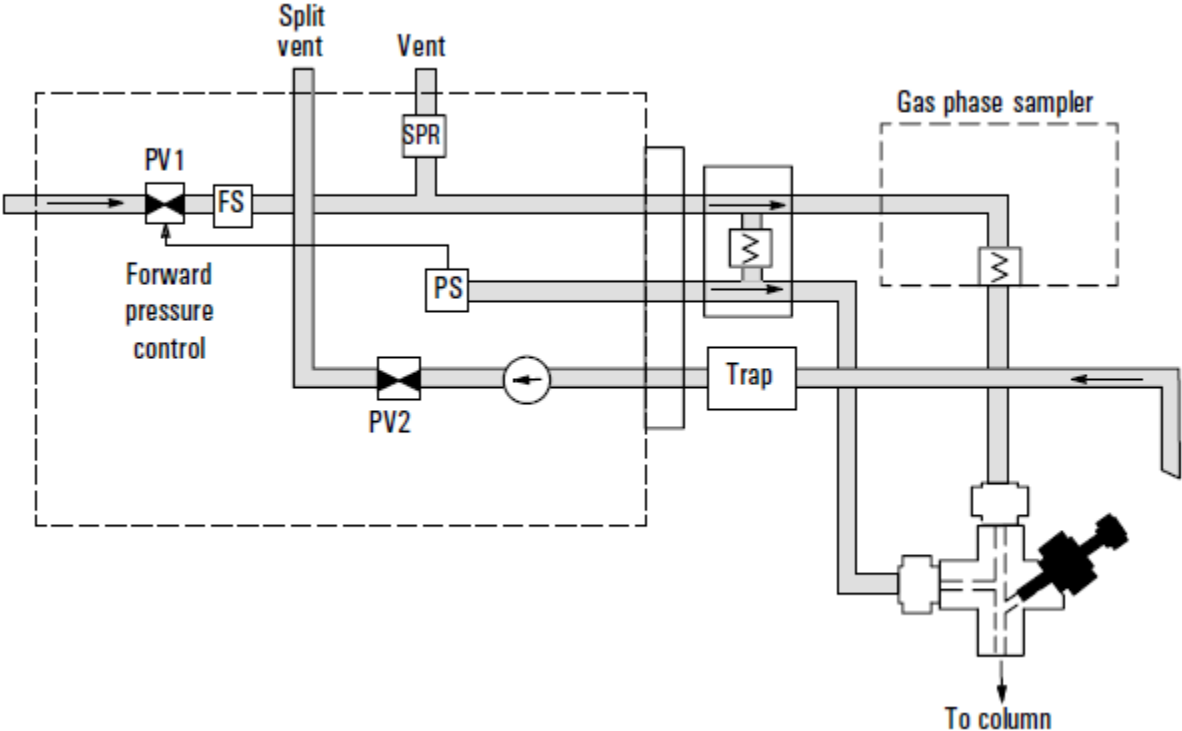 Split
vent
Vent
Gas phase sampler
SPR
PV1
FS
Forward
pressure
control
PS
Trap
PV2
To column